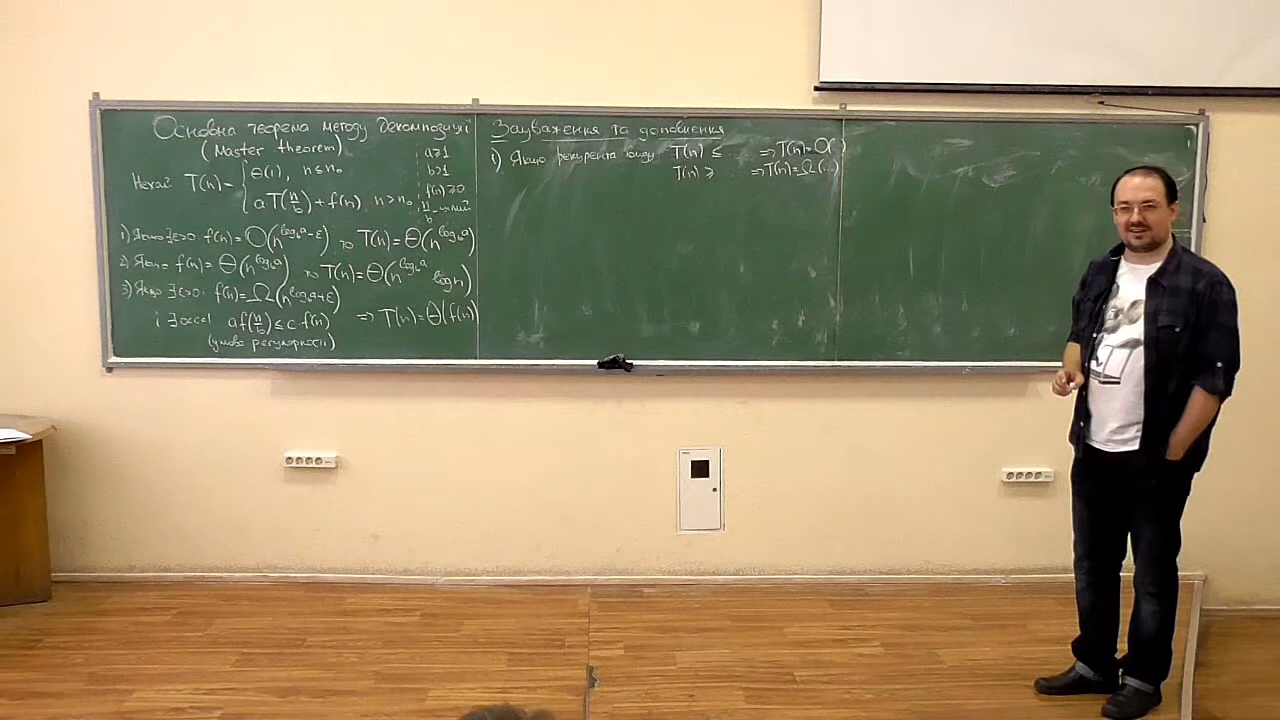 Основна теорема методу декомпозиції
(Master theorem)
Нехай T(n) = { Θ(1), n ≤ n₀
aT(n/b) + f(n), n > n₀
a ≥ 1
b > 1
f(n) ≥ 0
n/b - цілий
1) Якщо ∃ε>0 f(n) = O(n^(log_b a - ε)), то T(n) = Θ(n^(log_b a))
2) Якщо f(n) = Θ(n^(log_b a)), то T(n) = Θ(n^(log_b a) log n)
3) Якщо ∃ε>0: f(n) = Ω(n^(log_b a + ε))
і ∃ 0<c<1 af(n/b) ≤ c f(n) ⇒ T(n) = Θ(f(n))
(умова регулярності)
Зауваження та доповнення
1) Якщо рекурента виду T(n) ≤ ... ⇒ T(n) = O( )
T(n) ≥ ... ⇒ T(n) = Ω(...)